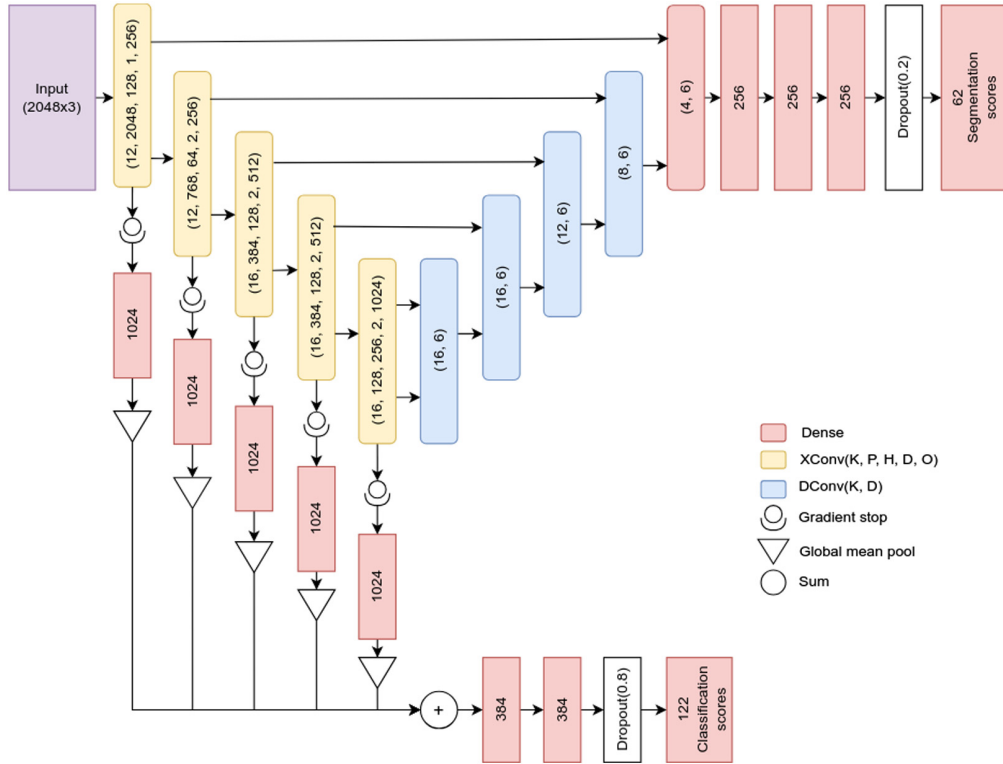 Input
(2048x3)
(12, 2048, 128, 1, 256)
(12, 768, 64, 2, 256)
(16, 384, 128, 2, 512)
(16, 384, 128, 2, 512)
(16, 128, 256, 2, 1024)
(16, 6)
(16, 6)
(12, 6)
(8, 6)
(4, 6)
256
256
256
Dropout(0.2)
62
Segmentation
scores
1024
1024
1024
1024
1024
Dense
XConv(K, P, H, D, O)
DConv(K, D)
Gradient stop
Global mean pool
Sum
+
384
384
Dropout(0.8)
122
Classification
scores